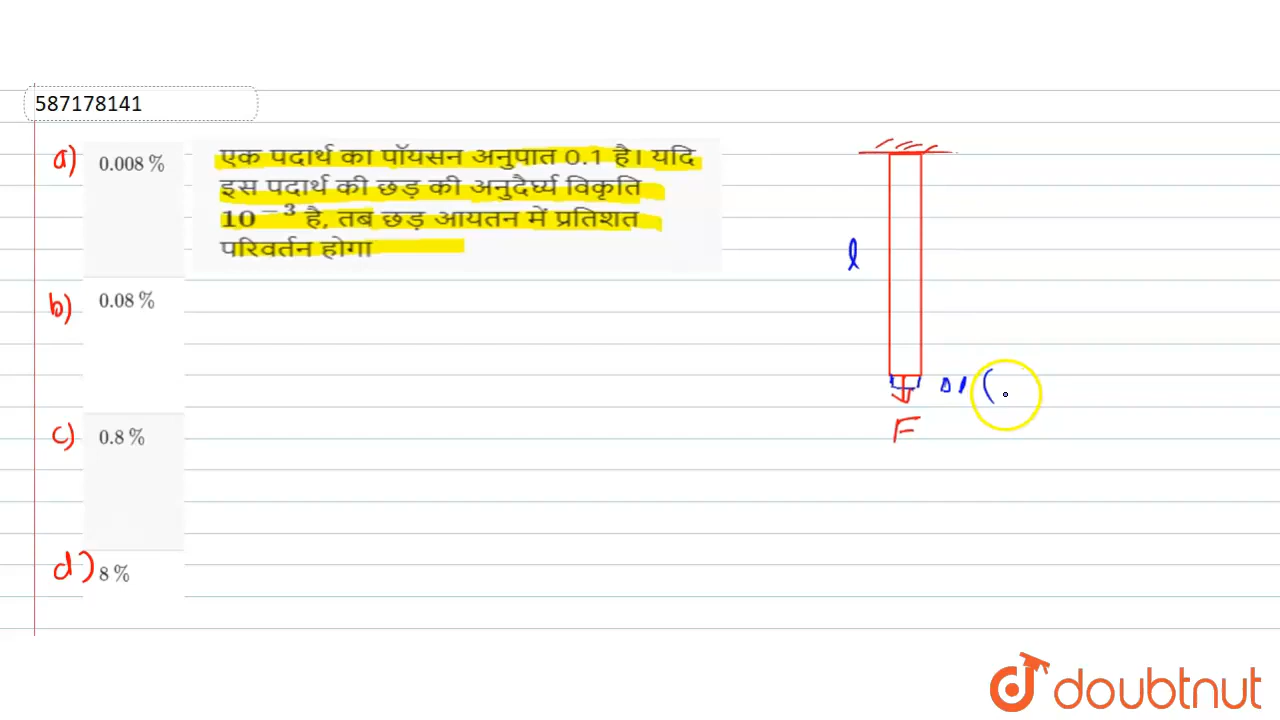 587178141
a) 0.008 %
एक पदार्थ का पॉयसन अनुपात 0.1 है। यदि
इस पदार्थ की छड़ की अनुदैर्घ्य विकृति
10⁻³ है, तब छड़ आयतन में प्रतिशत
परिवर्तन होगा
b) 0.08 %
c) 0.8 %
d) 8 %
l
Δl (
F
doubtnut